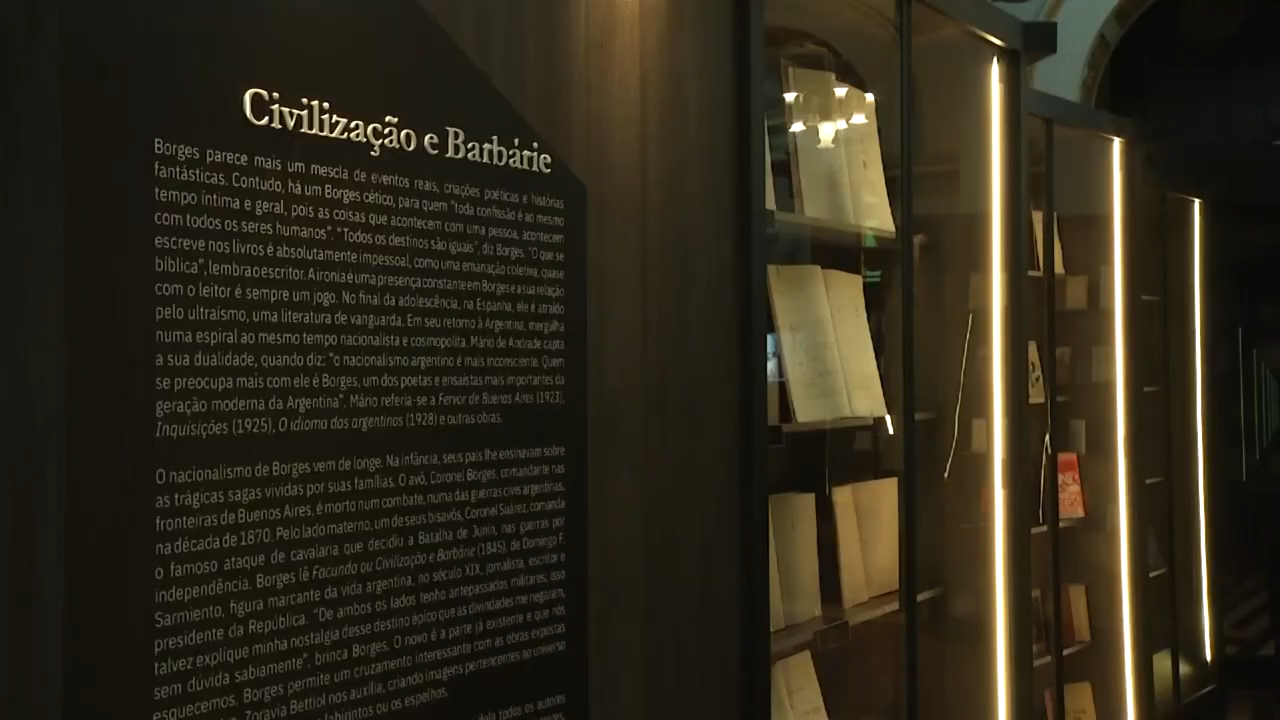 Civilização e Barbárie
Borges parece mais um mescla de eventos reais, criações poéticas e histórias
fantásticas. Contudo, há um Borges cético, para quem "toda confissão é ao mesmo
tempo íntima e geral, pois as coisas que acontecem com uma pessoa, acontecem
com todos os seres humanos". "Todos os destinos são iguais", diz Borges. "O que se
escreve nos livros é absolutamente impessoal, como uma emanação coletiva, quase
bíblica", lembra o escritor. A ironia é uma presença constante em Borges e a sua relação
com o leitor é sempre um jogo. No final da adolescência, na Espanha, ele é atraído
pelo ultraísmo, uma literatura de vanguarda. Em seu retorno à Argentina, mergulha
numa espiral ao mesmo tempo nacionalista e cosmopolita. Mário de Andrade capta
a sua dualidade, quando diz: "o nacionalismo argentino é mais inconsciente. Quem
se preocupa mais com ele é Borges, um dos poetas e ensaistas mais importantes da
geração moderna da Argentina". Mário referia-se a Fervor de Buenos Aires (1923),
Inquisições (1925), O idioma dos argentinos (1928) e outras obras.
O nacionalismo de Borges vem de longe. Na infância, seus pais lhe ensinavam sobre
as trágicas sagas vividas por suas famílias. O avô, Coronel Borges, comandante nas
fronteiras de Buenos Aires, é morto num combate, numa das guerras civis argentinas,
na década de 1870. Pelo lado materno, um de seus bisavôs, Coronel Suárez, comanda
o famoso ataque de cavalaria que decidiu a Batalha de Junín, nas guerras por
independência. Borges lê Facundo ou Civilização e Barbárie (1845), de Domingo F.
Sarmiento, figura marcante da vida argentina, no século XIX, jornalista, escritor e
presidente da República. "De ambos os lados tenho antepassados militares, isso
talvez explique minha nostalgia desse destino épico que as divindades me negaram,
sem dúvida sabiamente", brinca Borges. O novo é a parte já existente e que nós
esquecemos. Borges permite um cruzamento interessante com as obras expostas
Zoravia Bettiol nos auxilia, criando imagens pertencentes ao universo
labirintos ou os espelhos.
todos os autores